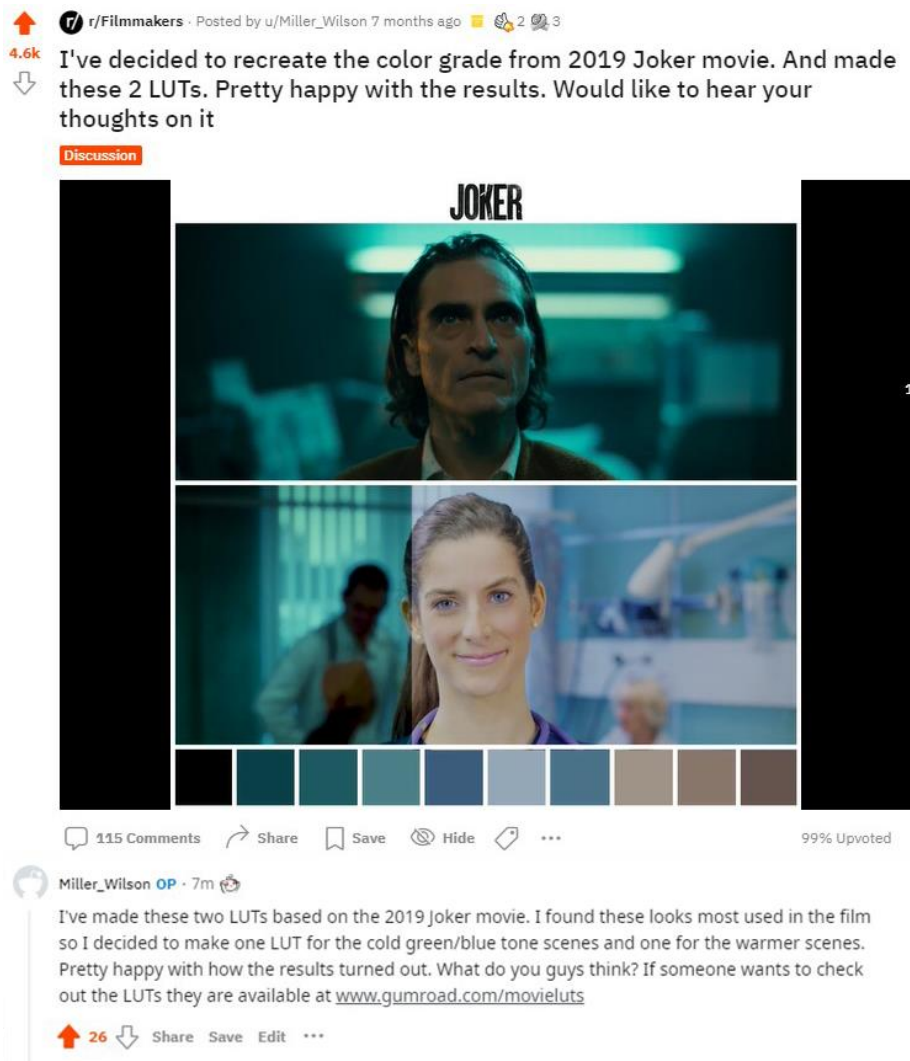 r/ r/Filmmakers · Posted by u/Miller_Wilson 7 months ago 2 3
4.6k
I've decided to recreate the color grade from 2019 Joker movie. And made
these 2 LUTs. Pretty happy with the results. Would like to hear your
thoughts on it
Discussion
JOKER
1
115 Comments Share Save Hide ··· 99% Upvoted
Miller_Wilson OP · 7m
I've made these two LUTs based on the 2019 Joker movie. I found these looks most used in the film
so I decided to make one LUT for the cold green/blue tone scenes and one for the warmer scenes.
Pretty happy with how the results turned out. What do you guys think? If someone wants to check
out the LUTs they are available at www.gumroad.com/movieluts
26 Share Save Edit ···